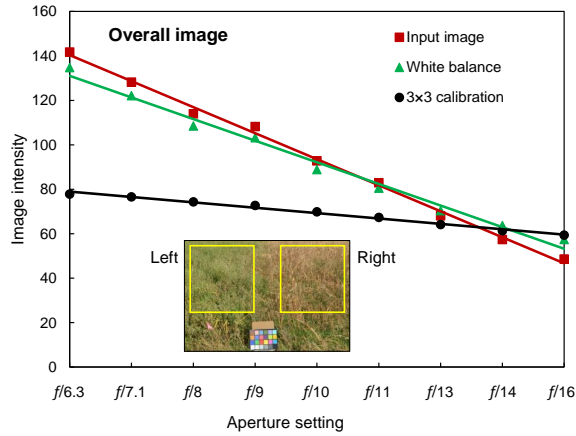 Overall image
Input image
White balance
3×3 calibration
Image intensity
160
140
120
100
80
60
40
20
0
Left
Right
f/6.3 f/7.1 f/8 f/9 f/10 f/11 f/13 f/14 f/16
Aperture setting